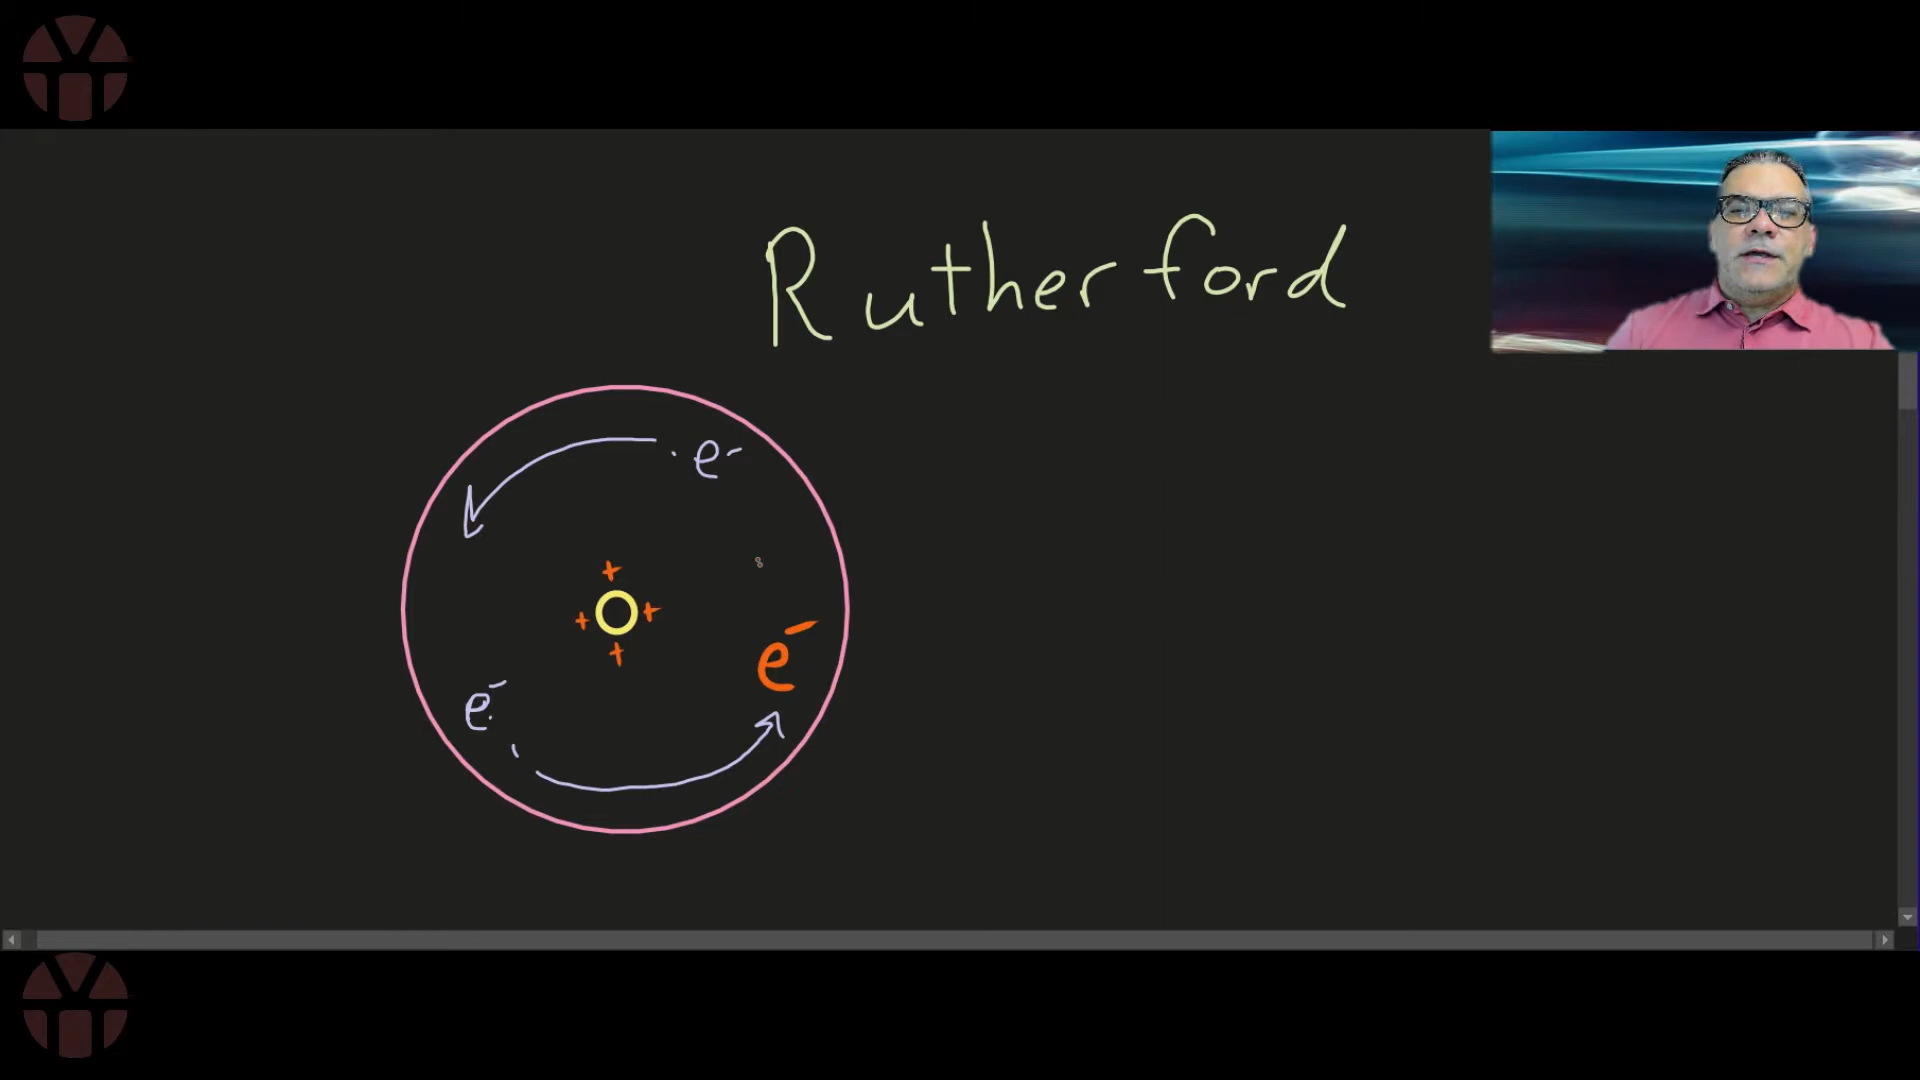 Rutherford
e-
+
+ +
+
e-
e-